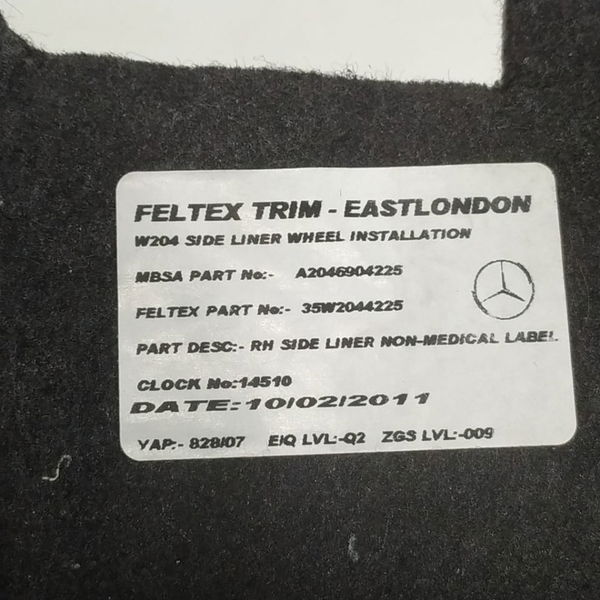 FELTEX TRIM - EASTLONDON
W204 SIDE LINER WHEEL INSTALLATION
MBSA PART No:- A2046904225
FELTEX PART No:- 35W2044225
PART DESC:- RH SIDE LINER NON-MEDICAL LABEL
CLOCK No:14510
DATE:10/02/2011
YAP:- 828/07 E/Q LVL:-Q2 ZGS LVL:-009